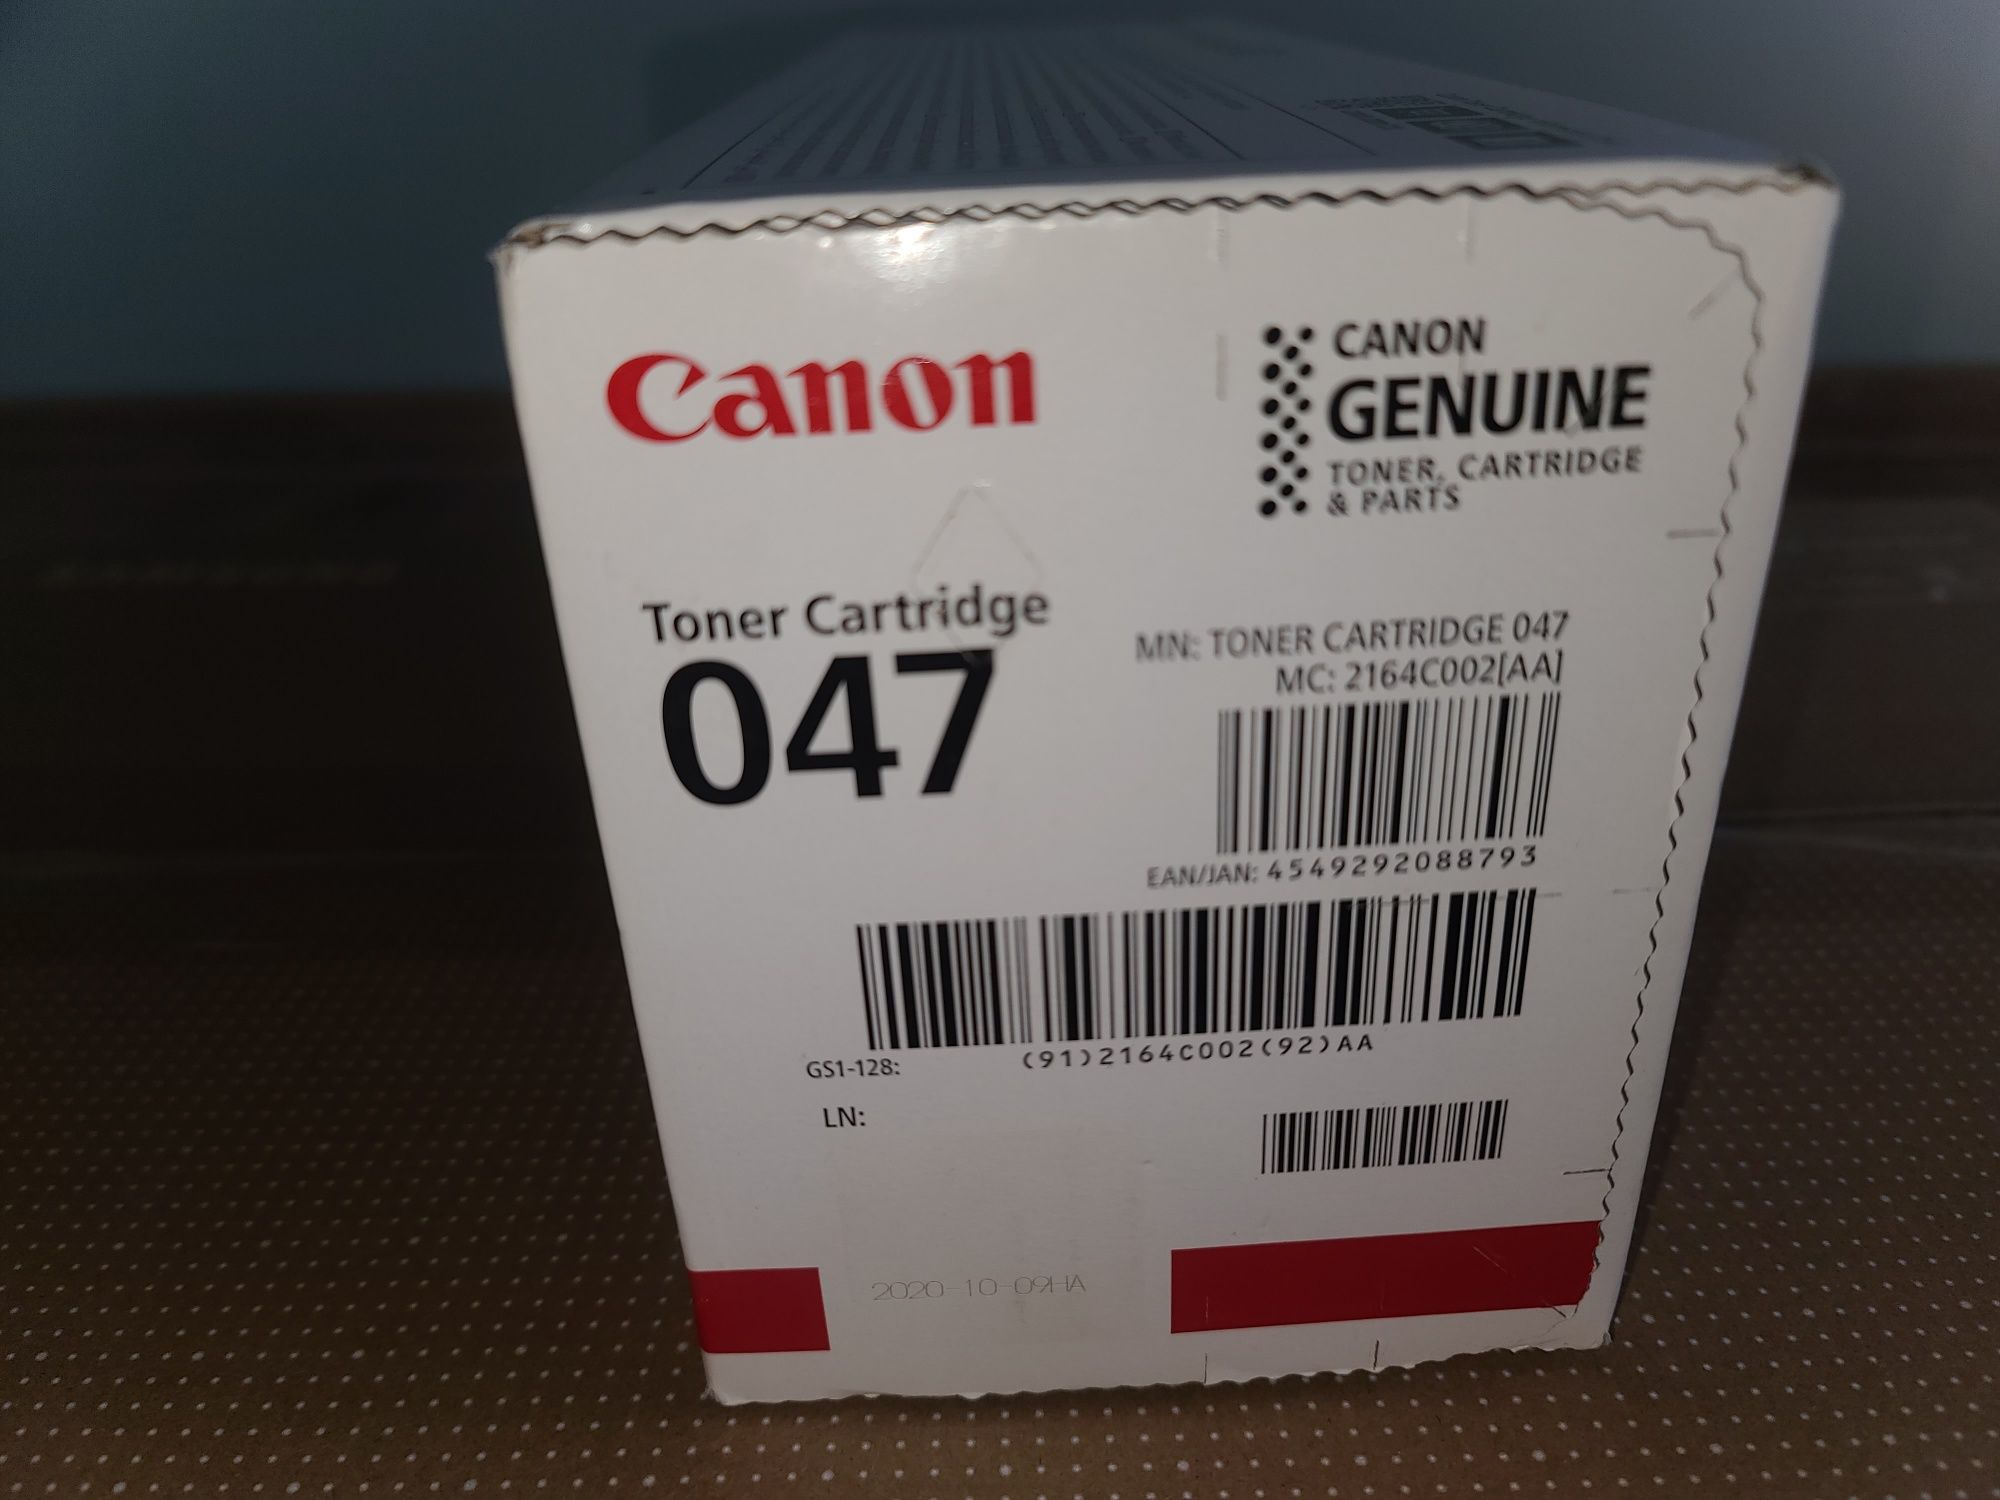 Canon
CANON
GENUINE
TONER, CARTRIDGE
& PARTS
Toner Cartridge
047
MN: TONER CARTRIDGE 047
MC: 2164C002[AA]
EAN/JAN: 4549292088793
GS1-128:
(91)2164C002(92)AA
LN:
2020-10-09HA